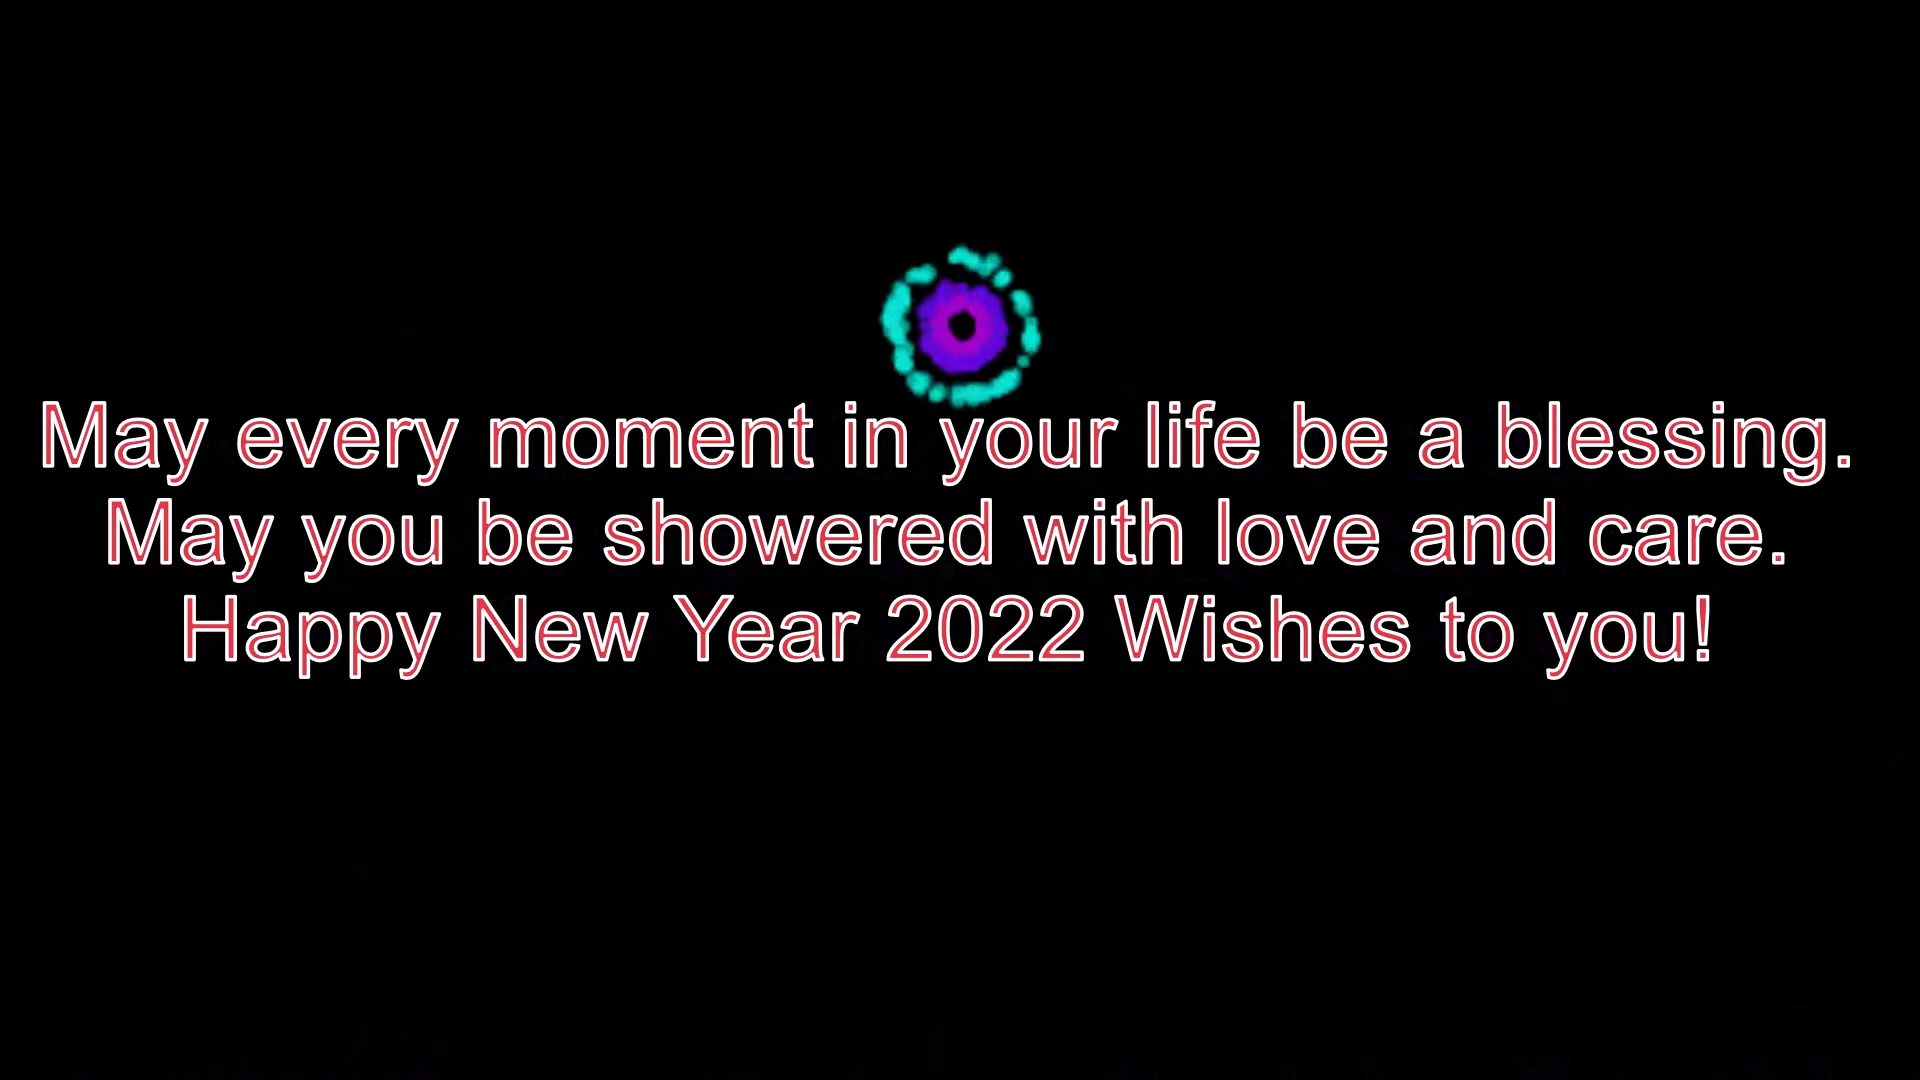 May every moment in your life be a blessing.
May you be showered with love and care.
Happy New Year 2022 Wishes to you!